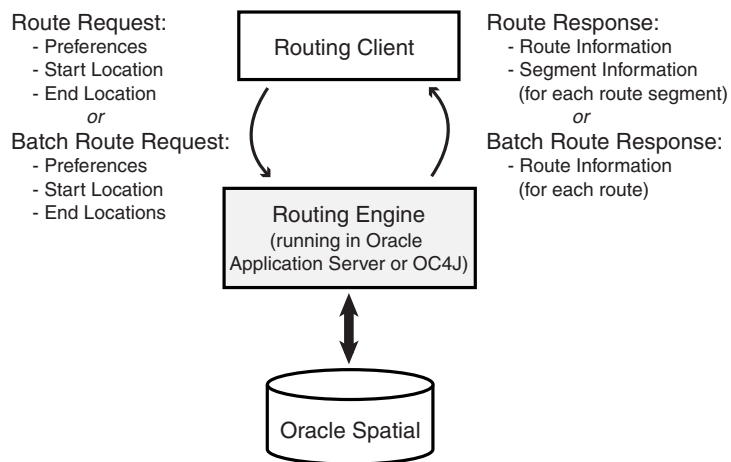 Route Request:
- Preferences
- Start Location
- End Location
or
Batch Route Request:
- Preferences
- Start Location
- End Locations
Routing Client
Route Response:
- Route Information
- Segment Information
(for each route segment)
or
Batch Route Response:
- Route Information
(for each route)
Routing Engine
(running in Oracle
Application Server or OC4J)
Oracle Spatial